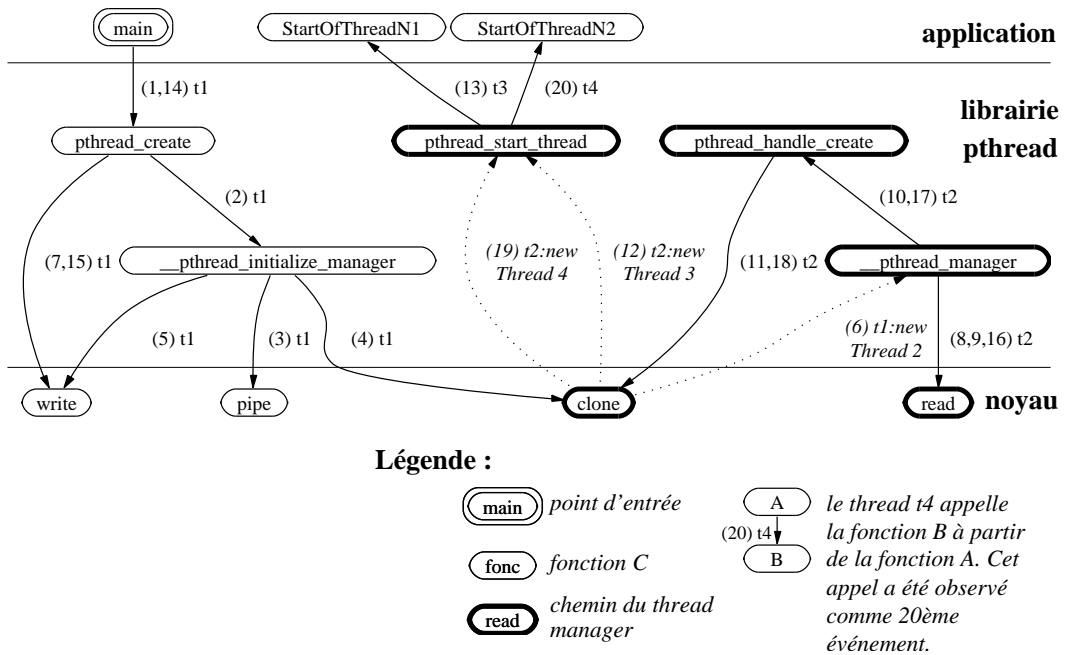 main
StartOfThreadN1
StartOfThreadN2
application
(1,14) t1
(13) t3
(20) t4
librairie
pthread
pthread_create
pthread_start_thread
pthread_handle_create
(2) t1
(10,17) t2
(7,15) t1
__pthread_initialize_manager
(19) t2:new
Thread 4
(12) t2:new
Thread 3
(11,18) t2
__pthread_manager
(5) t1
(3) t1
(4) t1
(6) t1:new
Thread 2
(8,9,16) t2
write
pipe
clone
read
noyau
Légende :
main
point d'entrée
fonc
fonction C
read
chemin du thread
manager
A
(20) t4
B
le thread t4 appelle
la fonction B à partir
de la fonction A. Cet
appel a été observé
comme 20ème
événement.